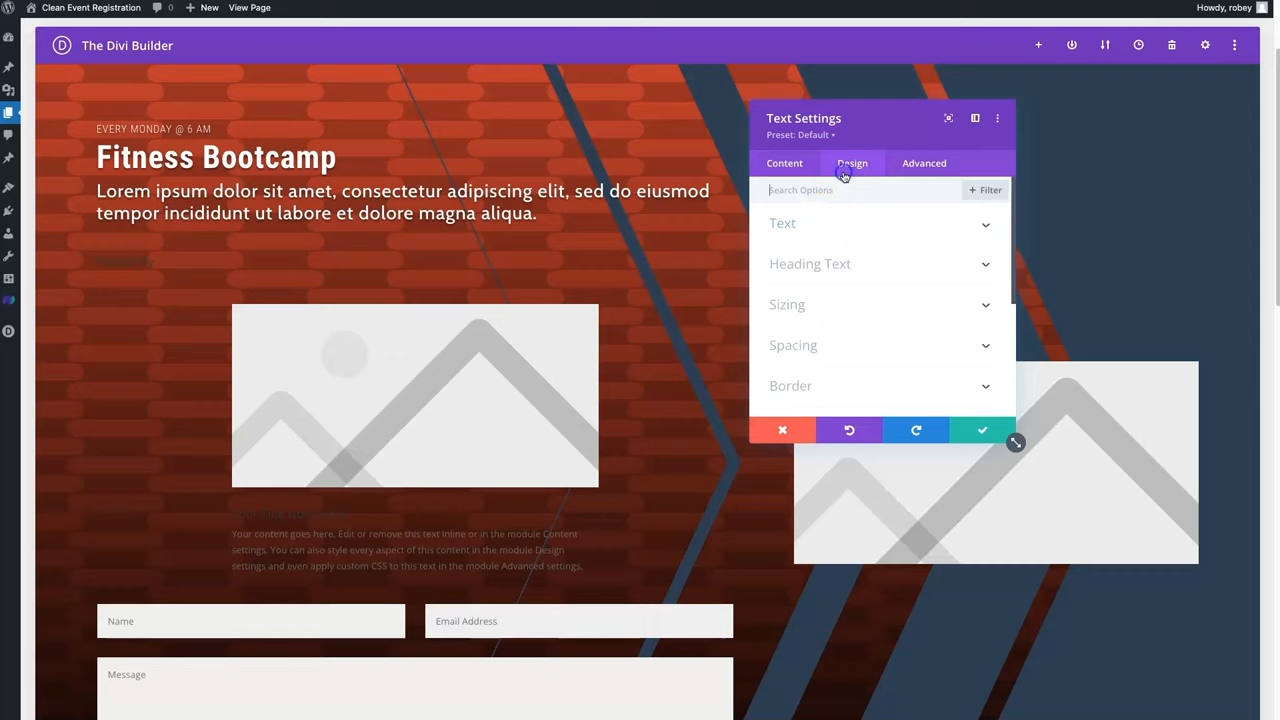 Clean Event Registration
0
New
View Page
Howdy, robey
D
The Divi Builder
EVERY MONDAY @ 6 AM
Fitness Bootcamp
Lorem ipsum dolor sit amet, consectetur adipiscing elit, sed do eiusmod
tempor incididunt ut labore et dolore magna aliqua.
Text Settings
Preset: Default
Content
Design
Advanced
Search Options
+ Filter
Text
Heading Text
Sizing
Spacing
Border
Your content goes here. Edit or remove this text inline or in the module Content
settings. You can also style every aspect of this content in the module Design
settings and even apply custom CSS to this text in the module Advanced settings.
Name
Email Address
Message